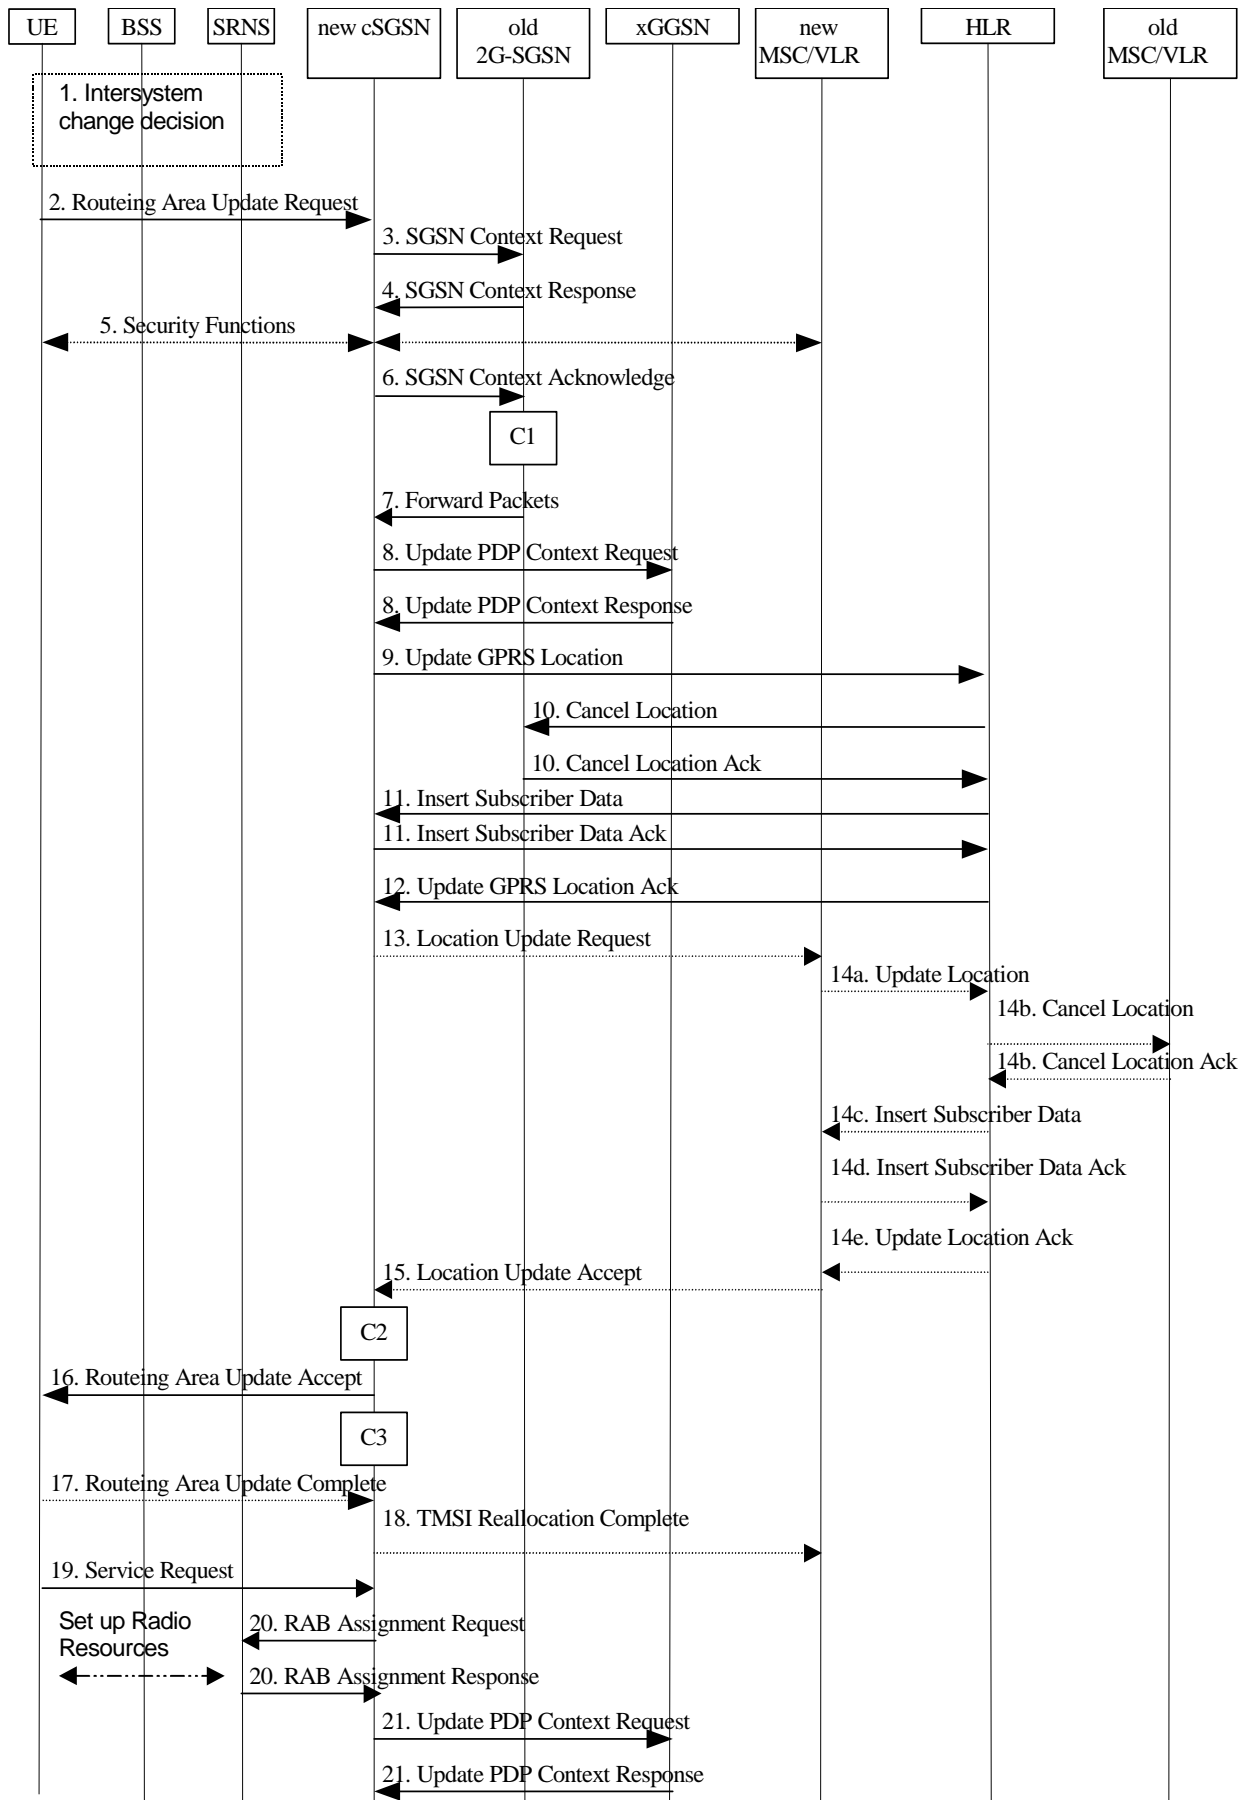 UE
BSS
SRNS
new cSGSN
old
2G-SGSN
xGGSN
new
MSC/VLR
HLR
old
MSC/VLR
1. Intersystem
change decision
2. Routeing Area Update Request
3. SGSN Context Request
4. SGSN Context Response
5. Security Functions
6. SGSN Context Acknowledge
C1
7. Forward Packets
8. Update PDP Context Request
8. Update PDP Context Response
9. Update GPRS Location
10. Cancel Location
10. Cancel Location Ack
11. Insert Subscriber Data
11. Insert Subscriber Data Ack
12. Update GPRS Location Ack
13. Location Update Request
14a. Update Location
14b. Cancel Location
14b. Cancel Location Ack
14c. Insert Subscriber Data
14d. Insert Subscriber Data Ack
14e. Update Location Ack
15. Location Update Accept
C2
16. Routeing Area Update Accept
C3
17. Routeing Area Update Complete
18. TMSI Reallocation Complete
19. Service Request
Set up Radio
Resources
20. RAB Assignment Request
20. RAB Assignment Response
21. Update PDP Context Request
21. Update PDP Context Response